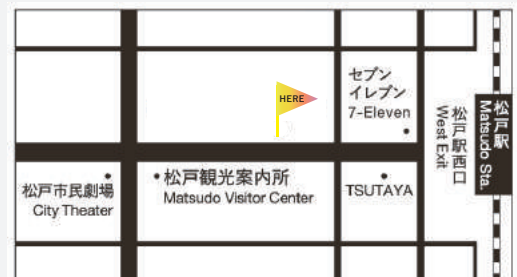 HERE
セブン
イレブン
7-Eleven
松戸駅
Matsudo Sta.
松戸駅西口
West Exit
松戸市民劇場
City Theater
松戸観光案内所
Matsudo Visitor Center
TSUTAYA